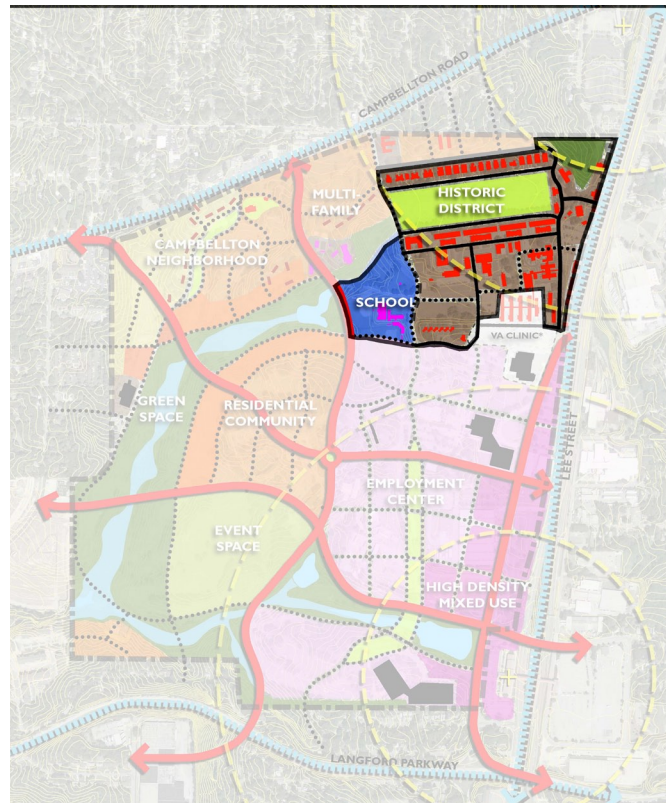 CAMPBELLTON ROAD
MULTI-
FAMILY
HISTORIC
DISTRICT
CAMPBELLTON
NEIGHBORHOOD
SCHOOL
VA CLINIC*
GREEN
SPACE
RESIDENTIAL
COMMUNITY
LEE STREET
EMPLOYMENT
CENTER
EVENT
SPACE
HIGH DENSITY
MIXED USE
LANGFORD PARKWAY